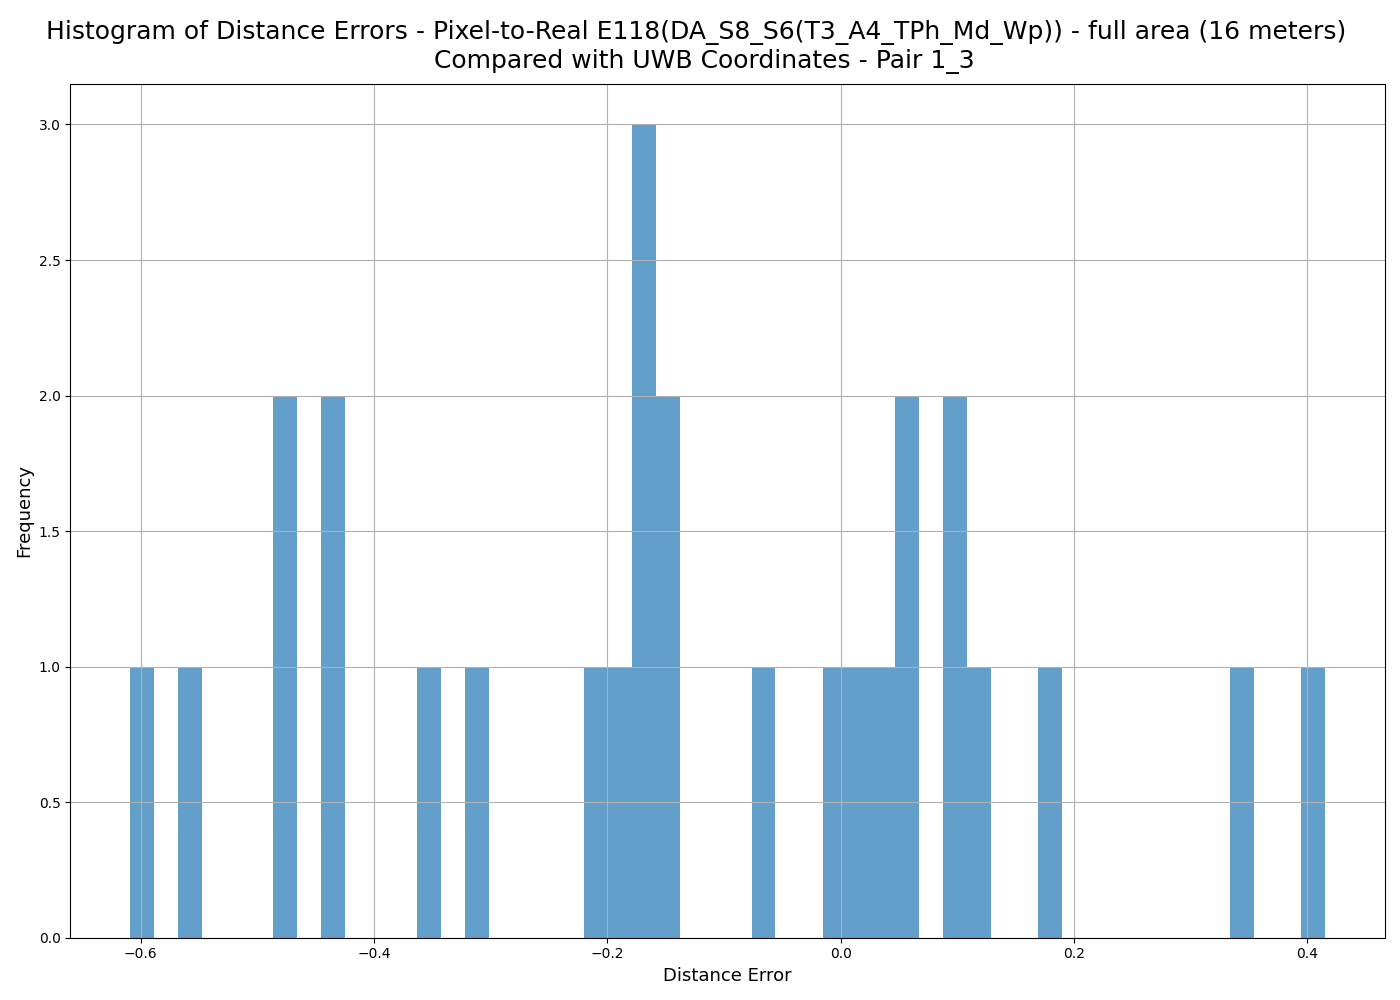 Histogram of Distance Errors - Pixel-to-Real E118(DA_S8_S6(T3_A4_TPh_Md_Wp)) - full area (16 meters)
Compared with UWB Coordinates - Pair 1_3
3.0
2.5
2.0
1.5
1.0
0.5
0.0
Frequency
−0.6 −0.4 −0.2 0.0 0.2 0.4
Distance Error